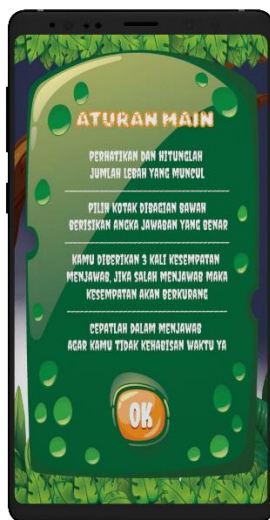 ATURAN MAIN
PERHATIKAN DAN HITUNGLAH
JUMLAH LEBAH YANG MUNCUL
PILIH KOTAK DIBAGIAN BAWAH
BERISIKAN ANGKA JAWABAN YANG BENAR
KAMU DIBERIKAN 3 KALI KESEMPATAN
MENJAWAB, JIKA SALAH MENJAWAB MAKA
KESEMPATAN AKAN BERKURANG
CEPATLAH DALAM MENJAWAB
AGAR KAMU TIDAK KEHABISAN WAKTU YA
OK